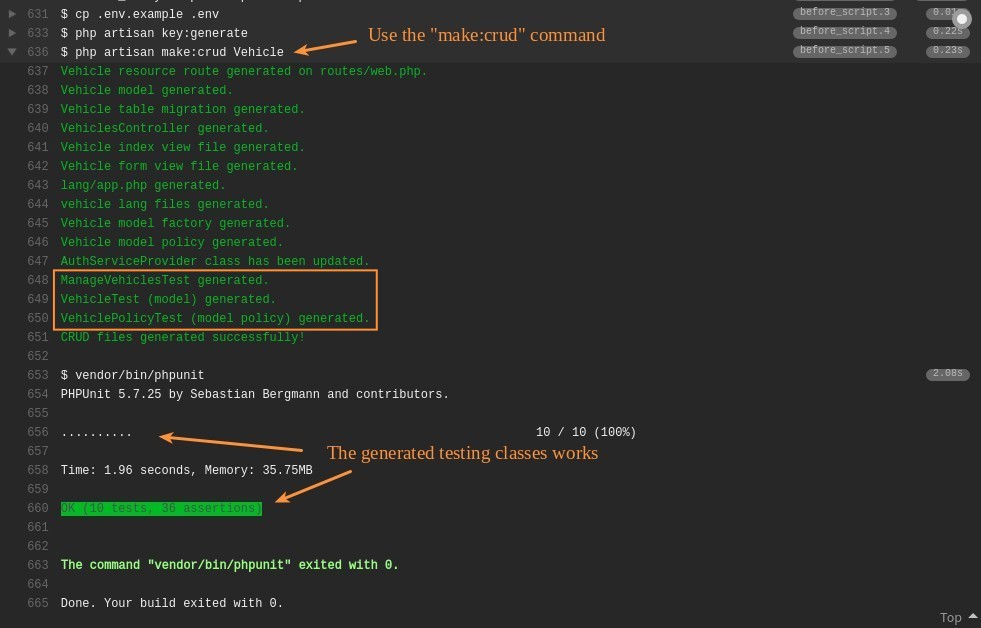 631 $ cp .env.example .env before_script.3
633 $ php artisan key:generate before_script.4 0.22s
Use the "make:crud" command
636 $ php artisan make:crud Vehicle before_script.5 0.23s
637 Vehicle resource route generated on routes/web.php.
638 Vehicle model generated.
639 Vehicle table migration generated.
640 VehiclesController generated.
641 Vehicle index view file generated.
642 Vehicle form view file generated.
643 lang/app.php generated.
644 vehicle lang files generated.
645 Vehicle model factory generated.
646 Vehicle model policy generated.
647 AuthServiceProvider class has been updated.
648 ManageVehiclesTest generated.
649 VehicleTest (model) generated.
650 VehiclePolicyTest (model policy) generated.
651 CRUD files generated successfully!
652
653 $ vendor/bin/phpunit 2.08s
654 PHPUnit 5.7.25 by Sebastian Bergmann and contributors.
655
656 .......... 10 / 10 (100%)
657
The generated testing classes works
658 Time: 1.96 seconds, Memory: 35.75MB
659
660 OK (10 tests, 36 assertions)
661
662
663 The command "vendor/bin/phpunit" exited with 0.
664
665 Done. Your build exited with 0.
Top